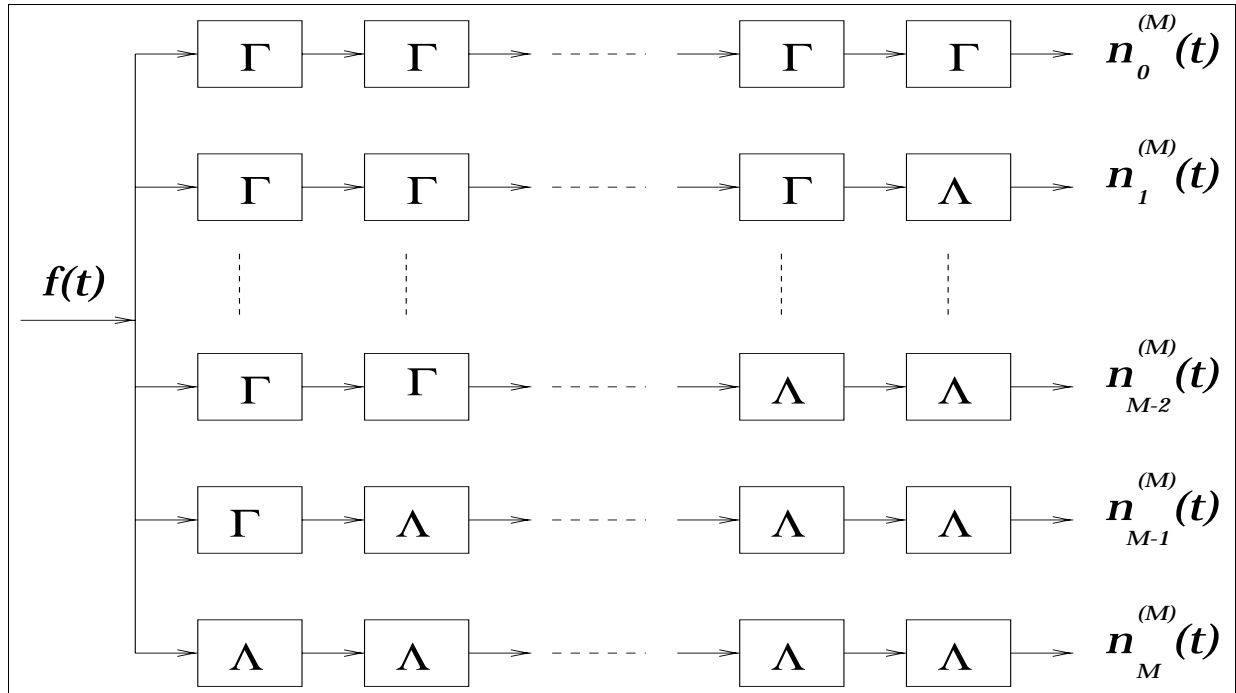 Γ Γ Γ Γ n_0^(M)(t)
Γ Γ Γ Λ n_1^(M)(t)
f(t)
Γ Γ Λ Λ n_{M-2}^(M)(t)
Γ Λ Λ Λ n_{M-1}^(M)(t)
Λ Λ Λ Λ n_M^(M)(t)